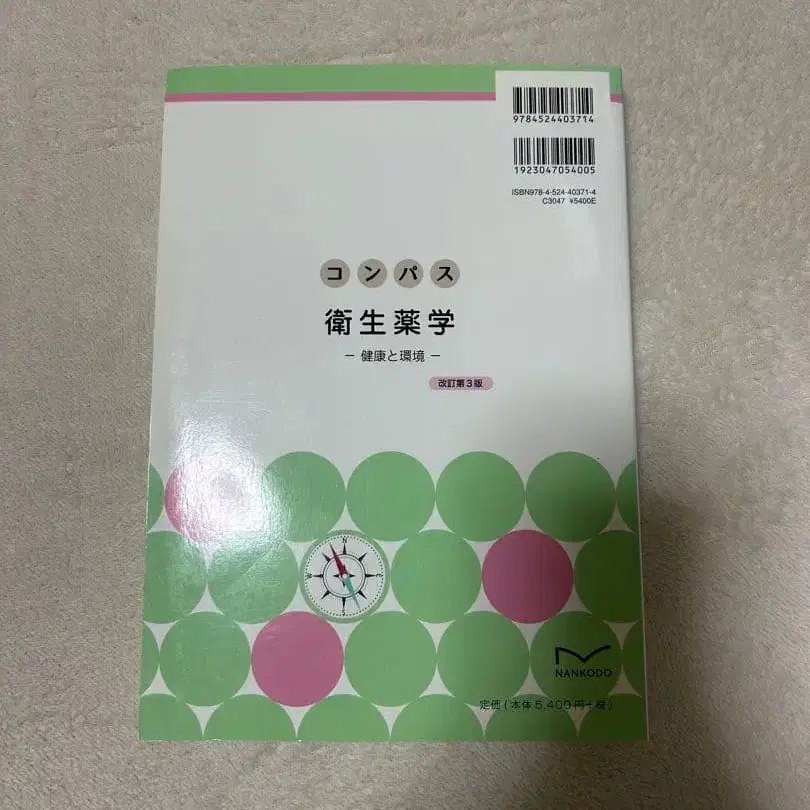 9784524403714
1923047054005
ISBN978-4-524-40371-4
C3047 ¥5400E
コンパス
衛生薬学
− 健康と環境 −
改訂第3版
N
S
NANKODO
定価(本体5,400円+税)